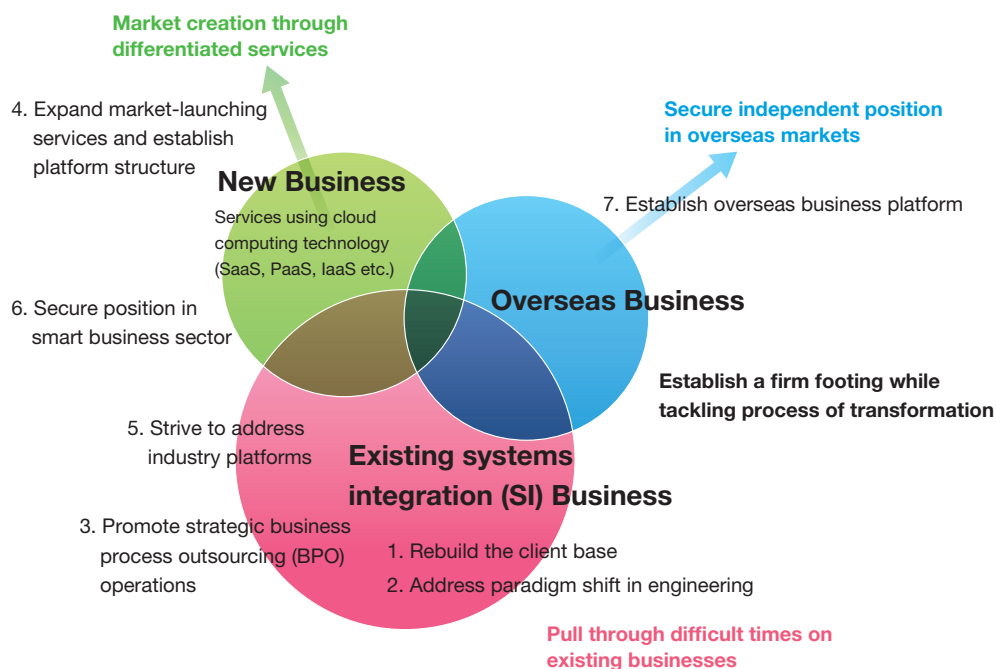 Market creation through
differentiated services
4. Expand market-launching
services and establish
platform structure
Secure independent position
in overseas markets
New Business
Services using cloud
computing technology
(SaaS, PaaS, IaaS etc.)
7. Establish overseas business platform
Overseas Business
6. Secure position in
smart business sector
Establish a firm footing while
tackling process of transformation
5. Strive to address
industry platforms
Existing systems
integration (SI) Business
3. Promote strategic business
process outsourcing (BPO)
operations
1. Rebuild the client base
2. Address paradigm shift in engineering
Pull through difficult times on
existing businesses